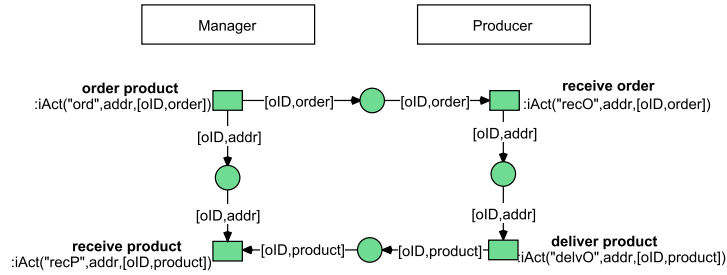 Manager
Producer
order product
:iAct("ord",addr,[oID,order])
[oID,order]
[oID,order]
receive order
:iAct("recO",addr,[oID,order])
[oID,addr]
[oID,addr]
[oID,addr]
[oID,addr]
receive product
:iAct("recP",addr,[oID,product])
[oID,product]
[oID,product]
deliver product
:iAct("delvO",addr,[oID,product])